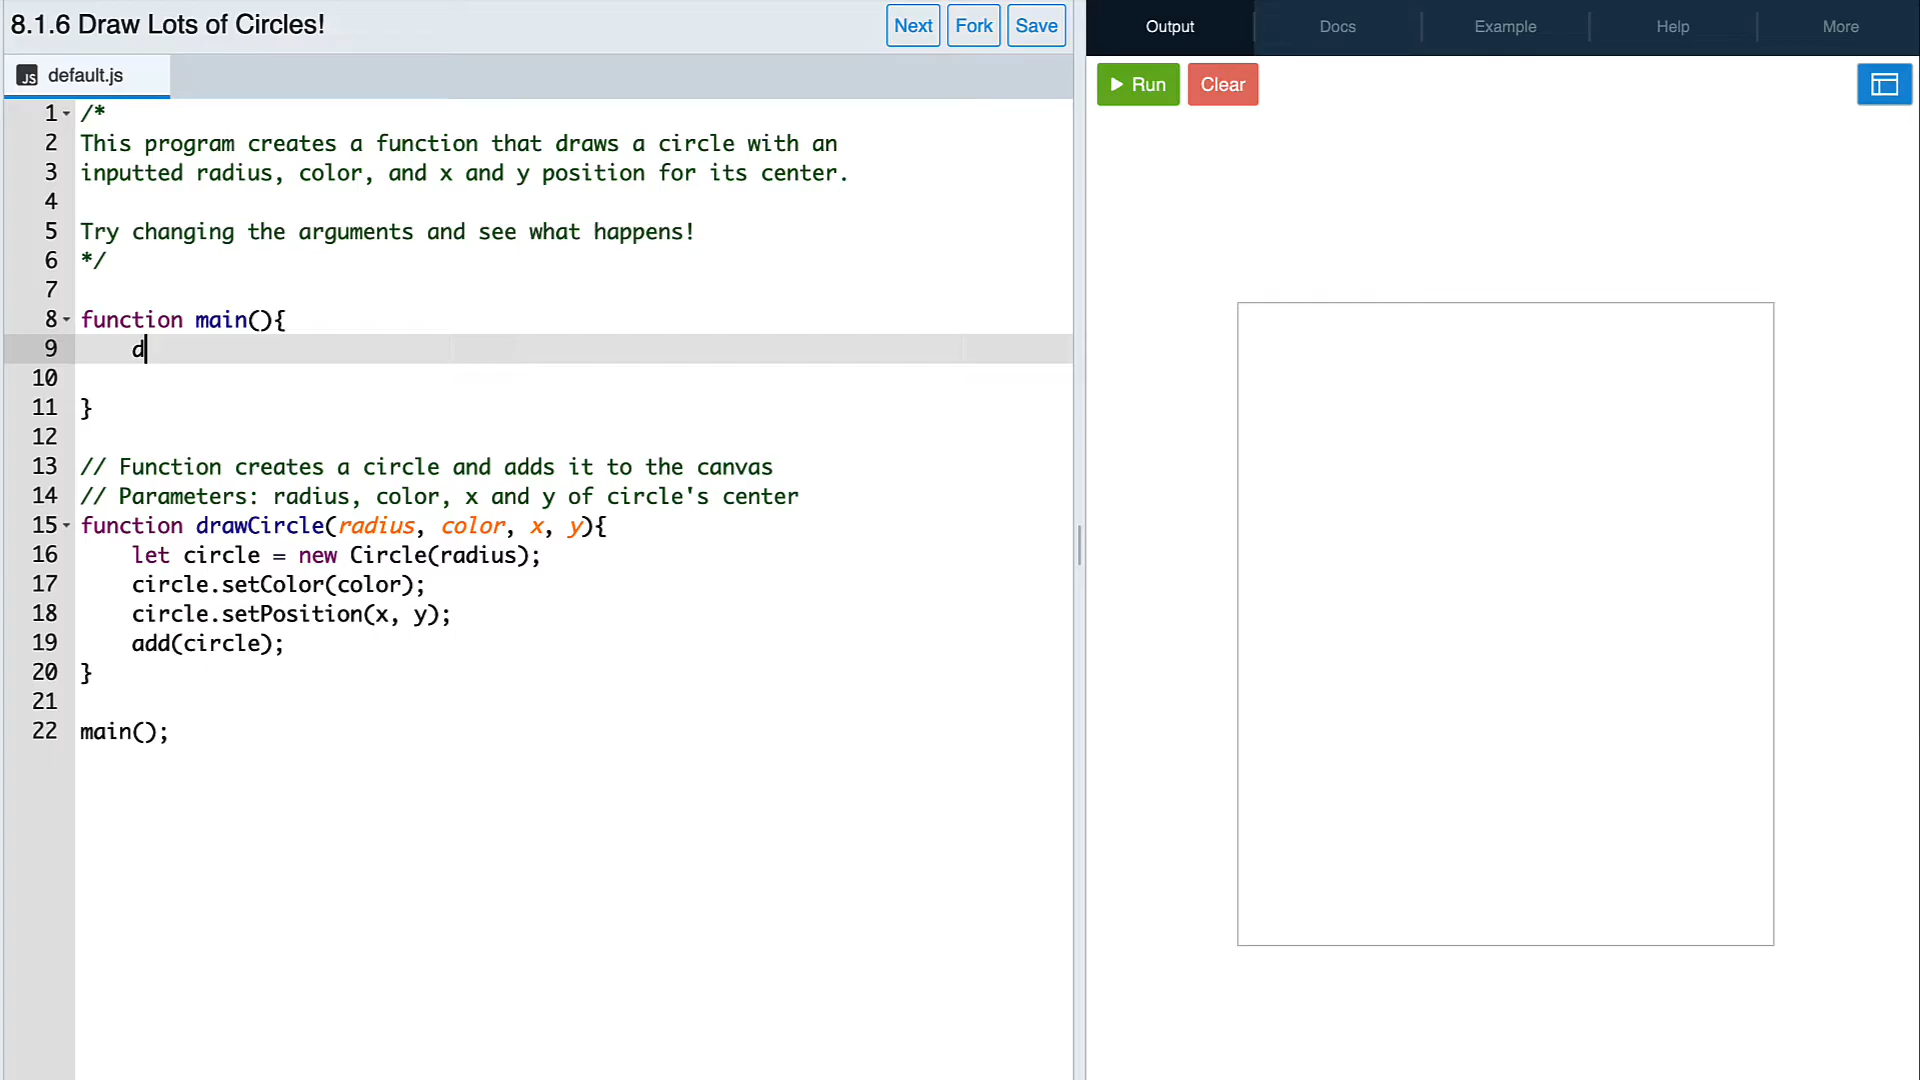 8.1.6 Draw Lots of Circles!
Next Fork Save
Output Docs Example Help More
JS default.js
Run Clear
1 /*
2 This program creates a function that draws a circle with an
3 inputted radius, color, and x and y position for its center.
4
5 Try changing the arguments and see what happens!
6 */
7
8 function main(){
9     d
10
11 }
12
13 // Function creates a circle and adds it to the canvas
14 // Parameters: radius, color, x and y of circle's center
15 function drawCircle(radius, color, x, y){
16     let circle = new Circle(radius);
17     circle.setColor(color);
18     circle.setPosition(x, y);
19     add(circle);
20 }
21
22 main();